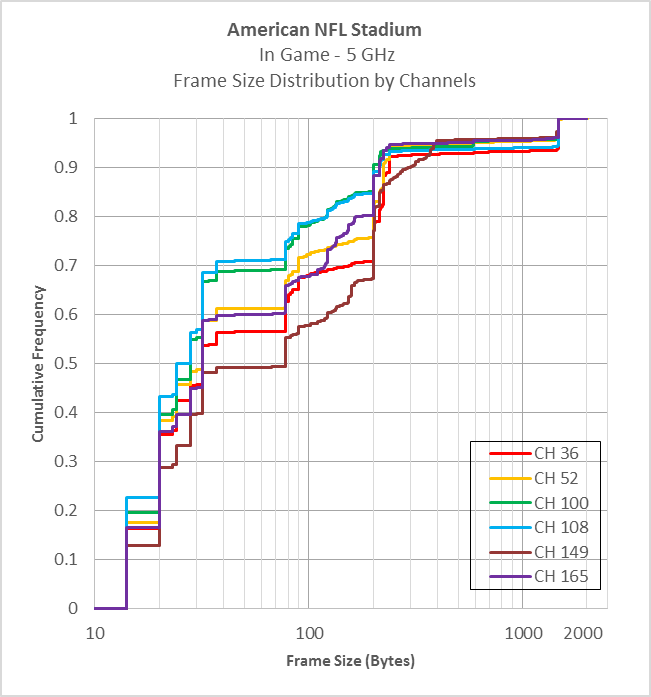 American NFL Stadium
In Game - 5 GHz
Frame Size Distribution by Channels
1
0.9
0.8
0.7
0.6
0.5
0.4
0.3
0.2
0.1
0
Cumulative Frequency
CH 36
CH 52
CH 100
CH 108
CH 149
CH 165
10 100 1000 2000
Frame Size (Bytes)